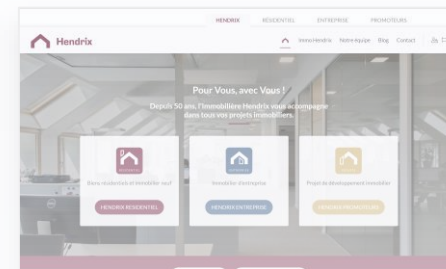 HENDRIX RÉSIDENTIEL ENTREPRISE PROMOTEURS
Hendrix
Immo Hendrix Notre équipe Blog Contact
Pour Vous, avec Vous !
Depuis 50 ans, l'Immobilière Hendrix vous accompagne
dans tous vos projets immobiliers.
Biens résidentiels et immobilier neuf
Immobilier d'entreprise
Projet de développement immobilier
HENDRIX RÉSIDENTIEL
HENDRIX ENTREPRISE
HENDRIX PROMOTEURS